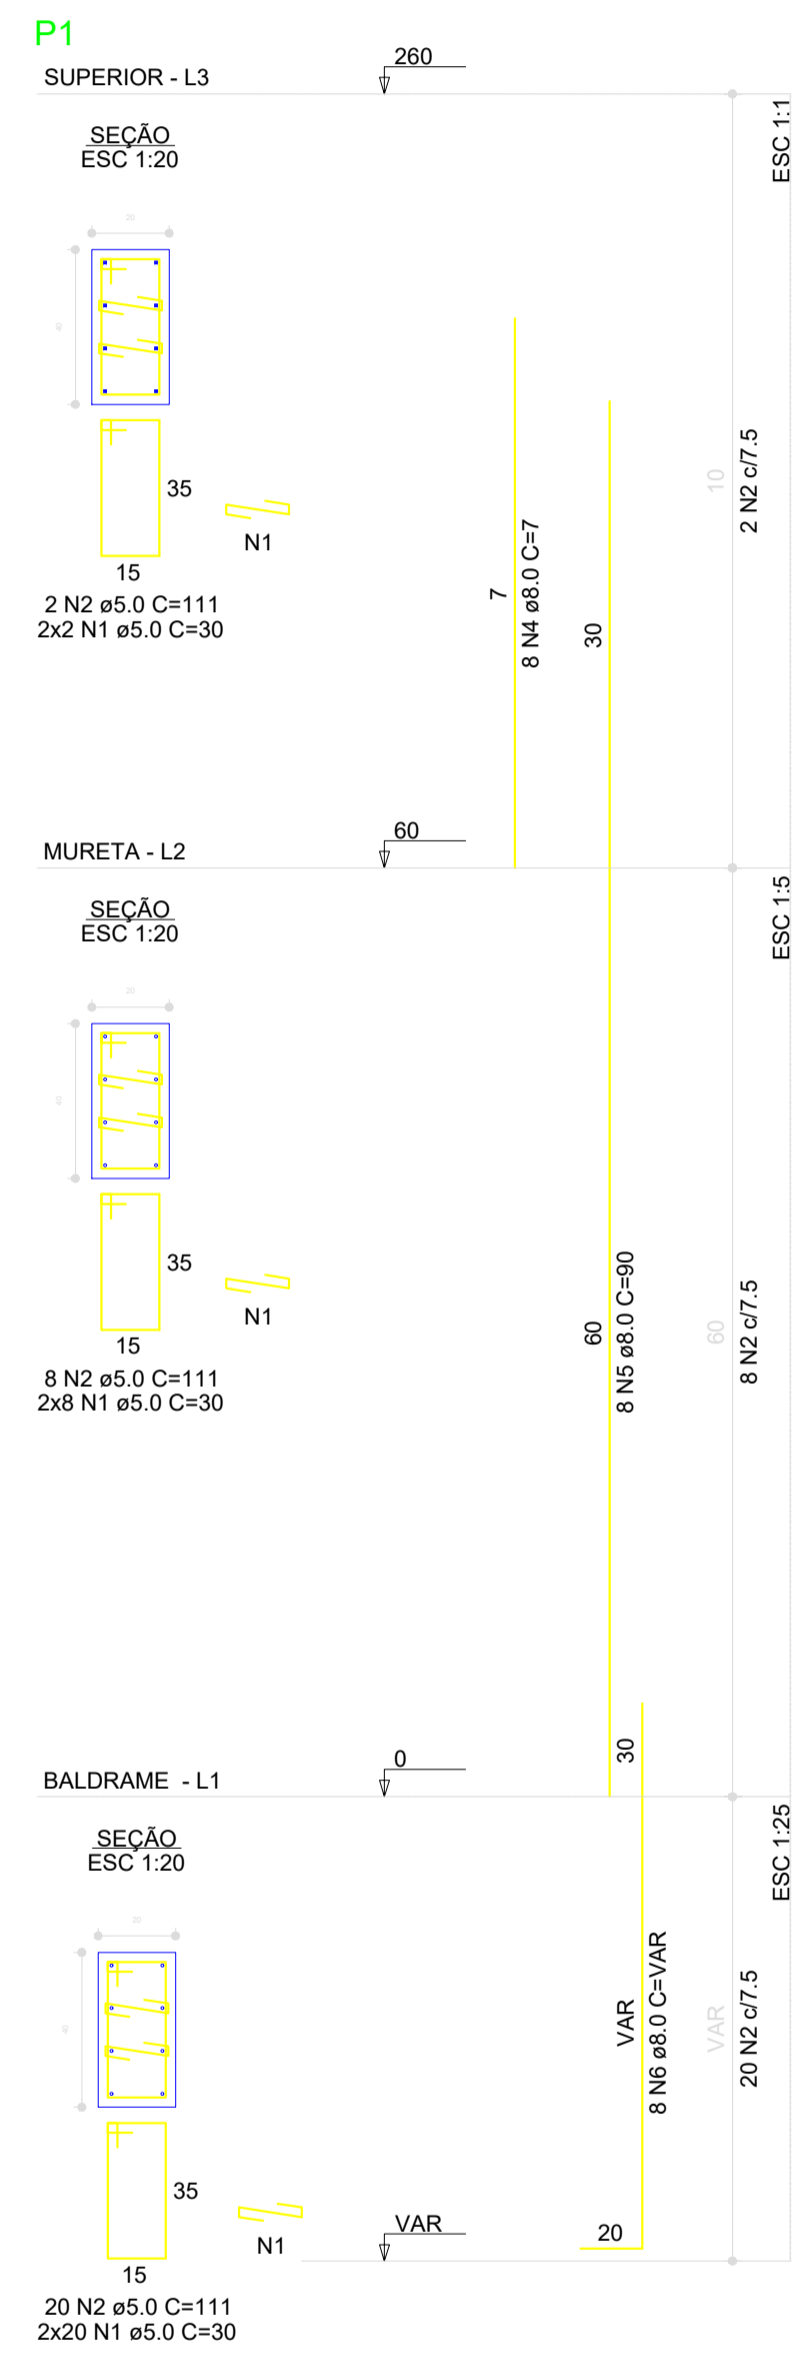 P1
SUPERIOR - L3
260
ESC 1:1
SEÇÃO
ESC 1:20
20
40
35
15
N1
2 N2 ø5.0 C=111
2x2 N1 ø5.0 C=30
7
8 N4 ø8.0 C=7
30
10
2 N2 c/7.5
MURETA - L2
60
ESC 1:5
SEÇÃO
ESC 1:20
20
40
35
15
N1
8 N2 ø5.0 C=111
2x8 N1 ø5.0 C=30
60
8 N5 ø8.0 C=90
60
8 N2 c/7.5
30
BALDRAME - L1
0
ESC 1:25
SEÇÃO
ESC 1:20
20
40
35
15
N1
20 N2 ø5.0 C=111
2x20 N1 ø5.0 C=30
VAR
8 N6 ø8.0 C=VAR
VAR
20 N2 c/7.5
VAR
20